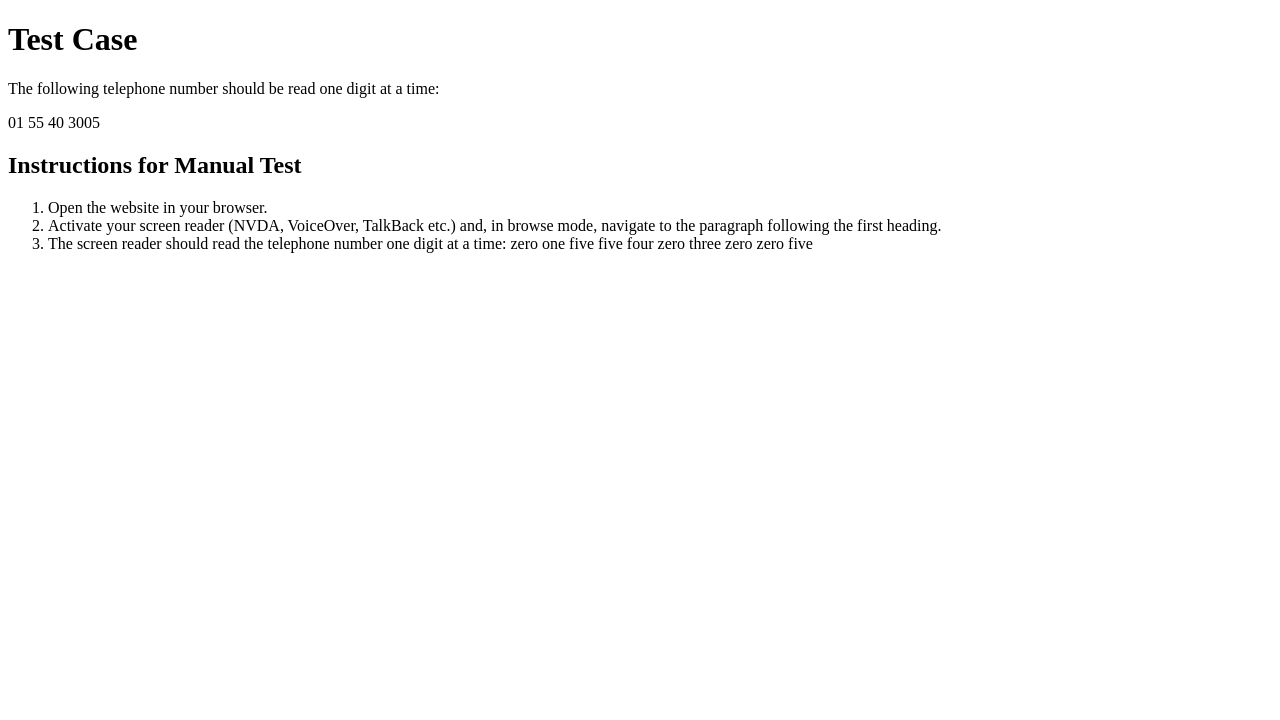 Test Case
The following telephone number should be read one digit at a time:
01 55 40 3005
Instructions for Manual Test
1. Open the website in your browser.
2. Activate your screen reader (NVDA, VoiceOver, TalkBack etc.) and, in browse mode, navigate to the paragraph following the first heading.
3. The screen reader should read the telephone number one digit at a time: zero one five five four zero three zero zero five